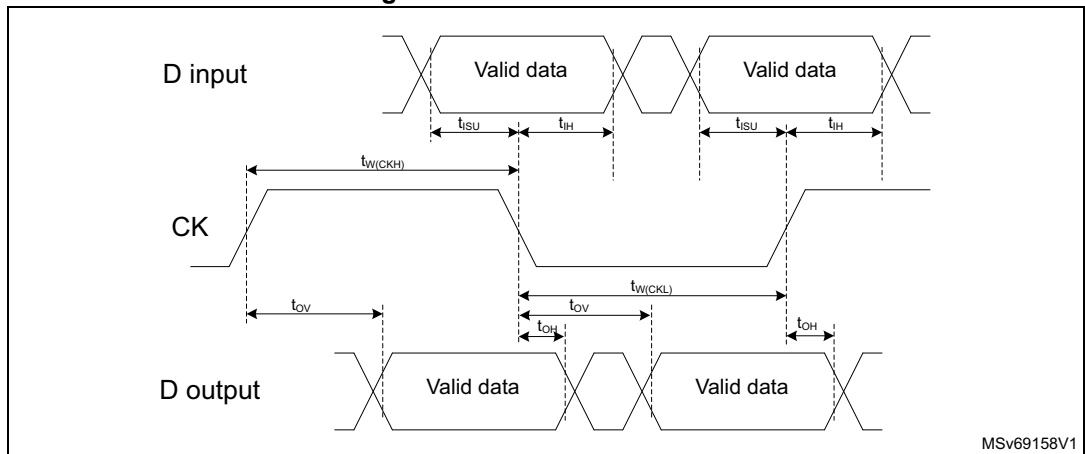 g
D input
Valid data
Valid data
tISU
tIH
tISU
tIH
tW(CKH)
CK
tW(CKL)
tOV
tOV
tOH
tOH
D output
Valid data
Valid data
MSv69158V1